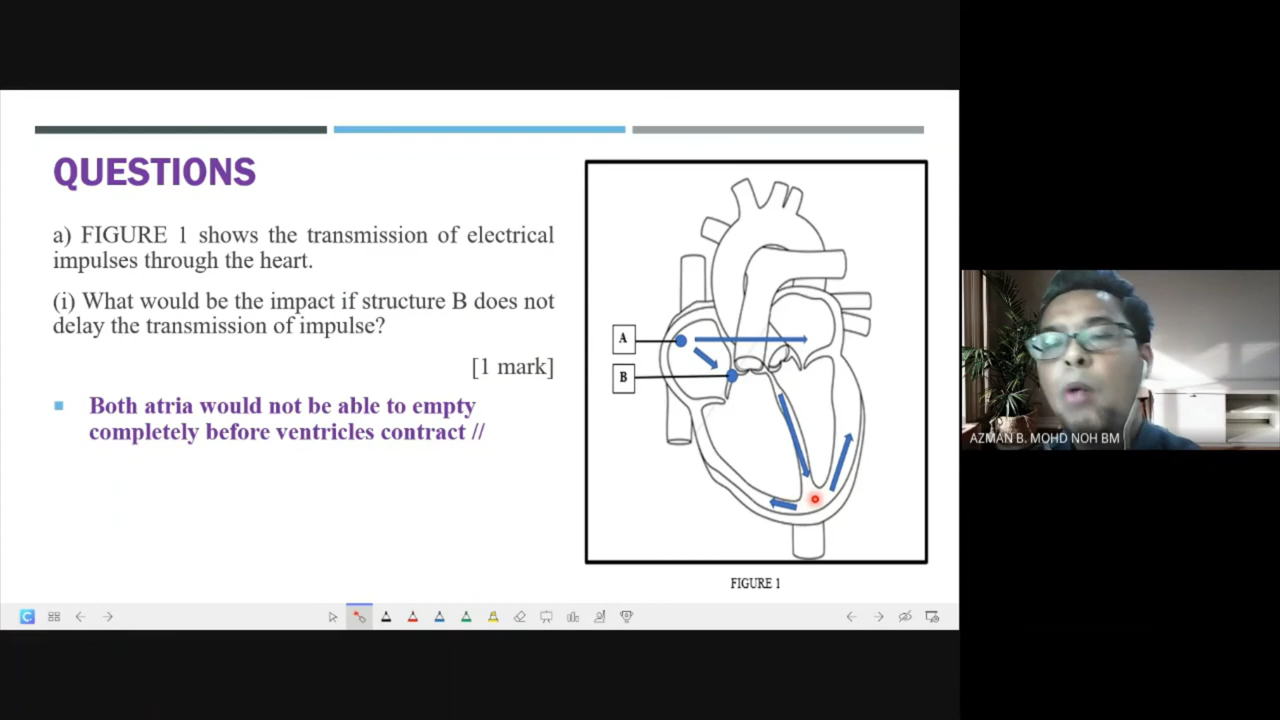 QUESTIONS
a) FIGURE 1 shows the transmission of electrical
impulses through the heart.
(i) What would be the impact if structure B does not
delay the transmission of impulse?
[1 mark]
Both atria would not be able to empty
completely before ventricles contract //
A
B
FIGURE 1
AZMAN B. MOHD NOH BM
C